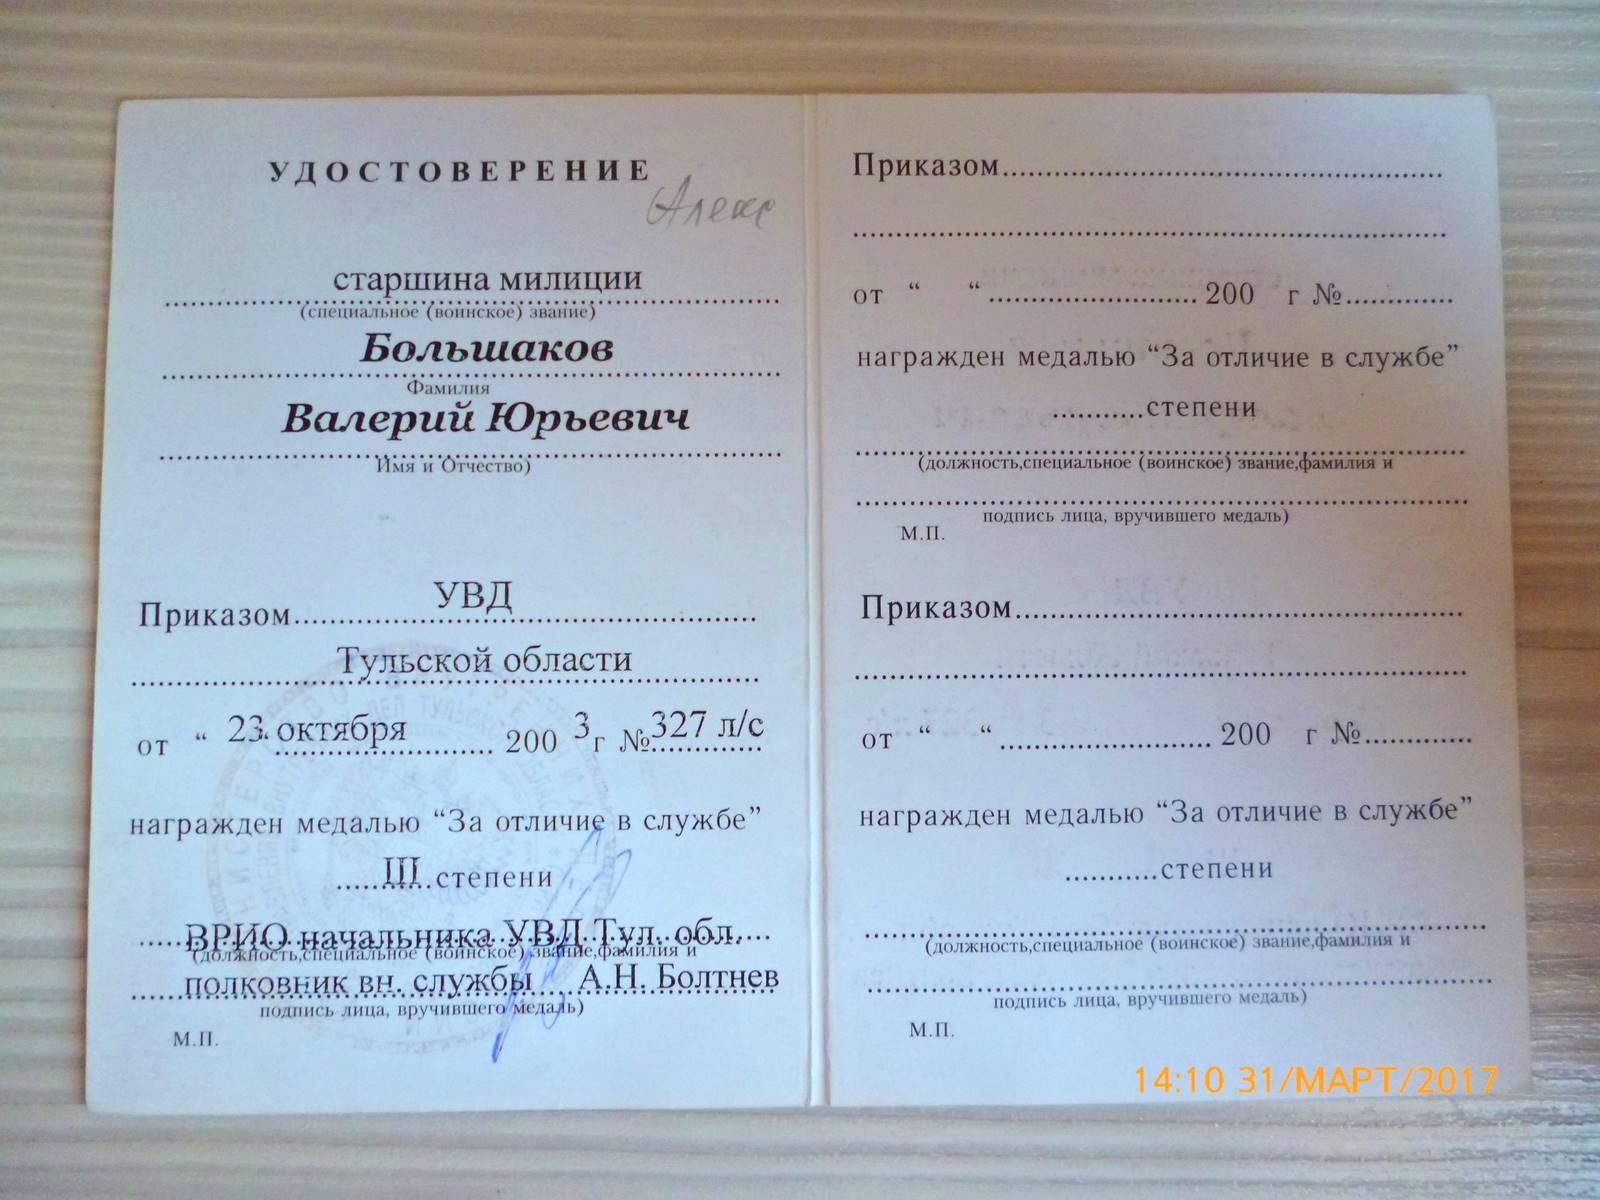 УДОСТОВЕРЕНИЕ
Алекс
старшина милиции
(специальное (воинское) звание)
Большаков
Фамилия
Валерий Юрьевич
Имя и Отчество)
Приказом УВД
Тульской области
от “ 23 октября 200 3 г № 327 л/с
награжден медалью “За отличие в службе”
III степени
ВРИО начальника УВД Тул. обл.
(должность,специальное (воинское) звание,фамилия и
полковник вн. службы А.Н. Болтнев
подпись лица, вручившего медаль)
М.П.
Приказом
от “ “ 200 г №
награжден медалью “За отличие в службе”
степени
(должность,специальное (воинское) звание,фамилия и
подпись лица, вручившего медаль)
М.П.
Приказом
от “ “ 200 г №
награжден медалью “За отличие в службе”
степени
(должность,специальное (воинское) звание,фамилия и
подпись лица, вручившего медаль)
М.П.
14:10 31/МАРТ/2017